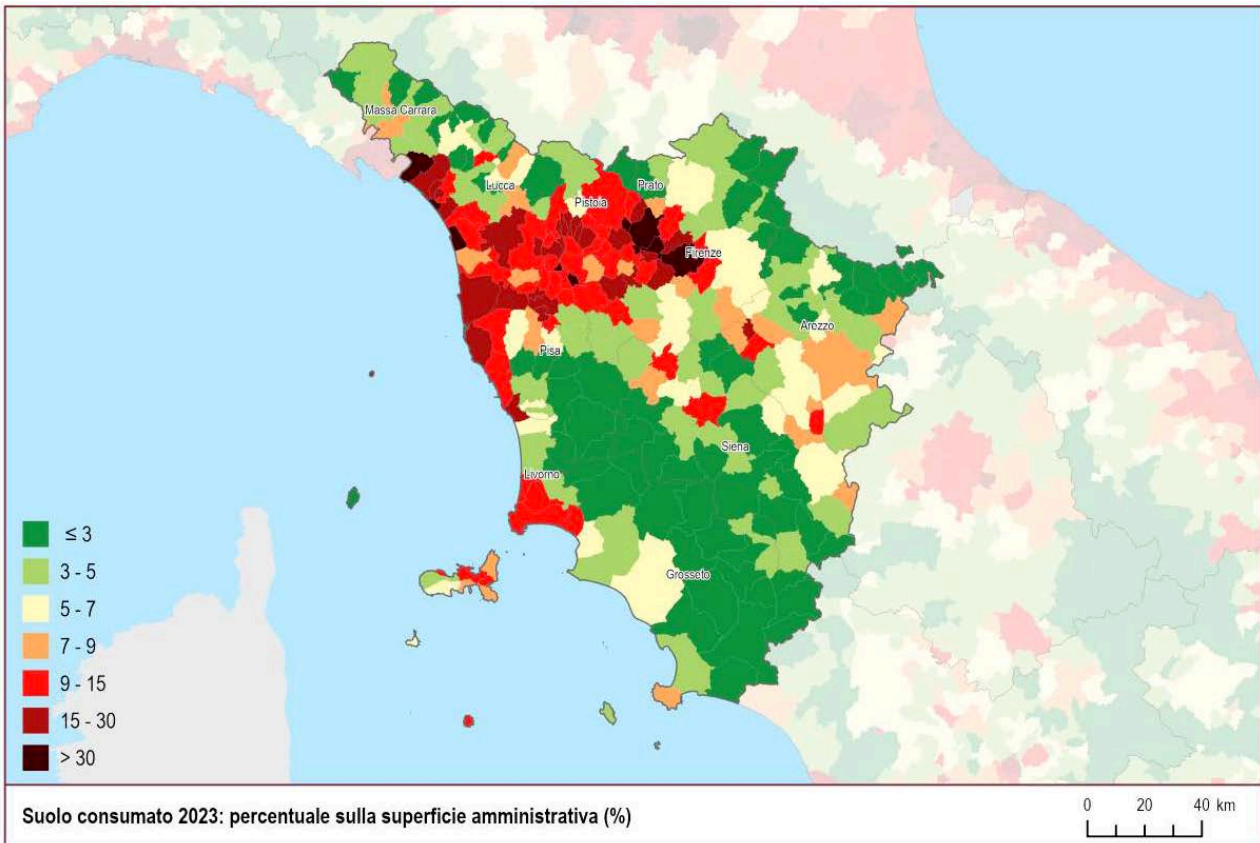 Massa Carrara
Lucca
Prato
Pistoia
Firenze
Arezzo
Pisa
Siena
Livorno
Grosseto
≤ 3
3 - 5
5 - 7
7 - 9
9 - 15
15 - 30
> 30
Suolo consumato 2023: percentuale sulla superficie amministrativa (%)
0 20 40 km